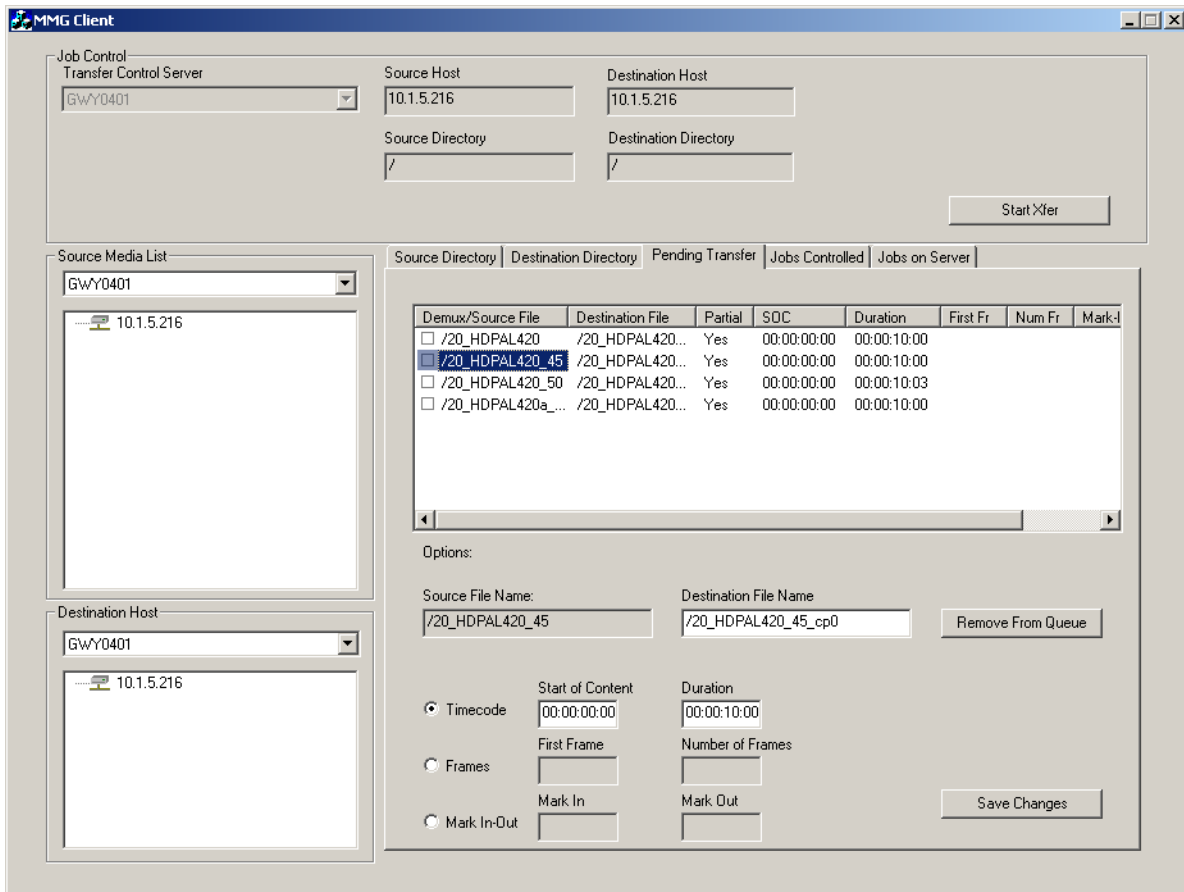 MMG Client
Job Control
Transfer Control Server
GWY0401
Source Host
10.1.5.216
Destination Host
10.1.5.216
Source Directory
/
Destination Directory
/
Start Xfer
Source Media List
GWY0401
10.1.5.216
Destination Host
GWY0401
10.1.5.216
Source Directory Destination Directory Pending Transfer Jobs Controlled Jobs on Server
Demux/Source File Destination File Partial SOC Duration First Fr Num Fr Mark-I
/20_HDPAL420 /20_HDPAL420... Yes 00:00:00:00 00:00:10:00
/20_HDPAL420_45 /20_HDPAL420... Yes 00:00:00:00 00:00:10:00
/20_HDPAL420_50 /20_HDPAL420... Yes 00:00:00:00 00:00:10:03
/20_HDPAL420a_... /20_HDPAL420... Yes 00:00:00:00 00:00:10:00
Options:
Source File Name:
/20_HDPAL420_45
Destination File Name
/20_HDPAL420_45_cp0
Remove From Queue
Timecode
Start of Content
00:00:00:00
Duration
00:00:10:00
Frames
First Frame
Number of Frames
Mark In-Out
Mark In
Mark Out
Save Changes